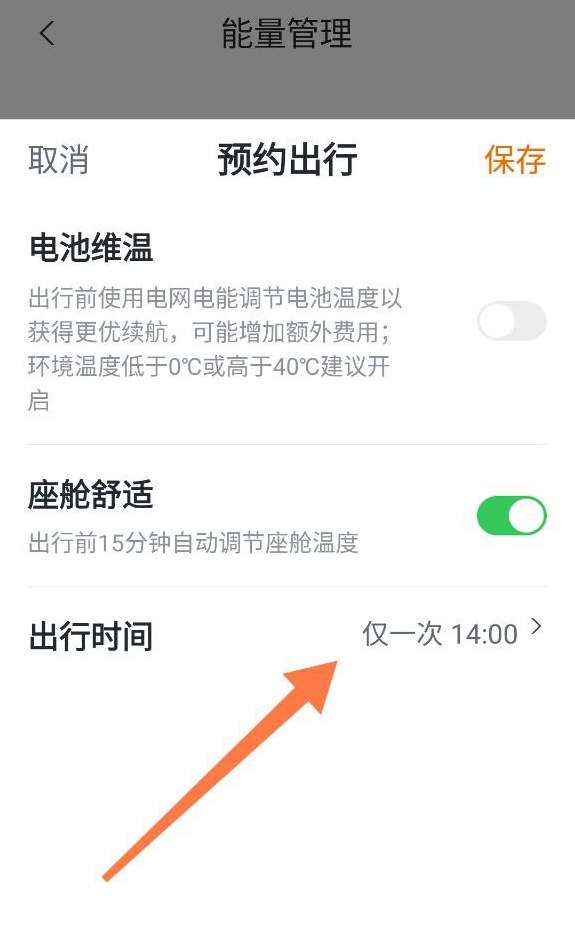 能量管理
取消 预约出行 保存
电池维温
出行前使用电网电能调节电池温度以
获得更优续航，可能增加额外费用；
环境温度低于0℃或高于40℃建议开
启
座舱舒适
出行前15分钟自动调节座舱温度
出行时间 仅一次 14:00